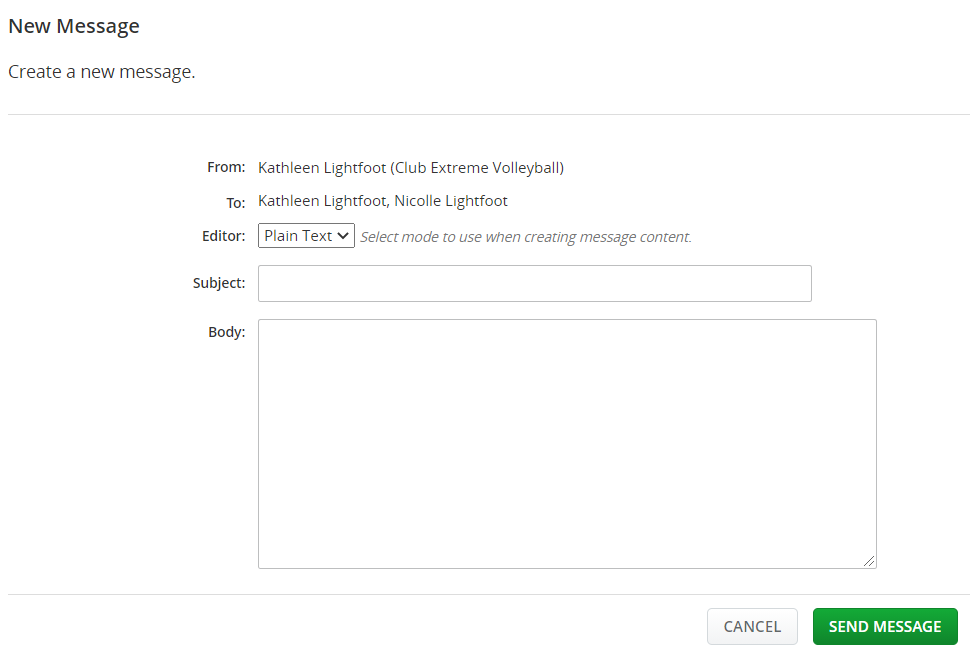 New Message
Create a new message.
From: Kathleen Lightfoot (Club Extreme Volleyball)
To: Kathleen Lightfoot, Nicolle Lightfoot
Editor: Plain Text Select mode to use when creating message content.
Subject:
Body:
CANCEL SEND MESSAGE